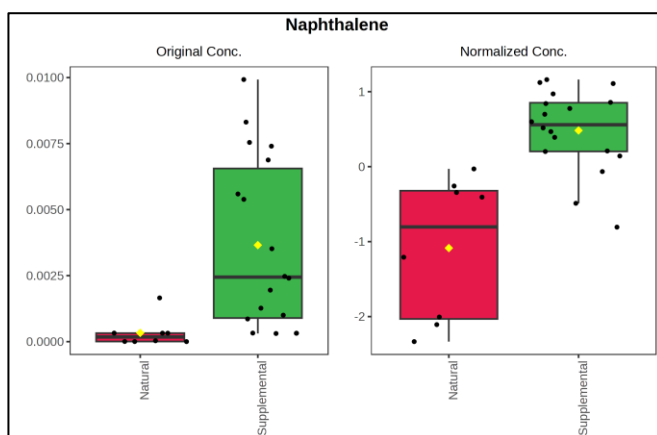 Naphthalene
Original Conc.
Normalized Conc.
0.0100
0.0075
0.0050
0.0025
0.0000
1
0
-1
-2
Natural
Supplemental
Natural
Supplemental